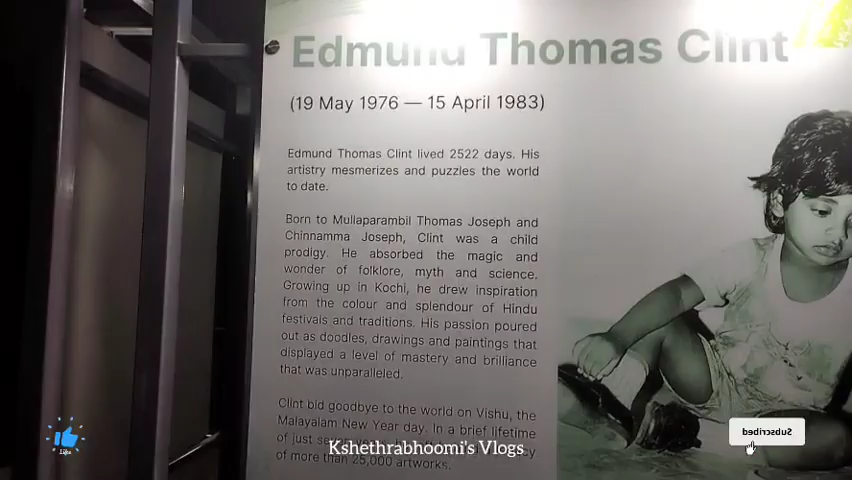 Edmund Thomas Clint
(19 May 1976 — 15 April 1983)
Edmund Thomas Clint lived 2522 days. His
artistry mesmerizes and puzzles the world
to date.
Born to Mullaparambil Thomas Joseph and
Chinnamma Joseph, Clint was a child
prodigy. He absorbed the magic and
wonder of folklore, myth and science.
Growing up in Kochi, he drew inspiration
from the colour and splendour of Hindu
festivals and traditions. His passion poured
out as doodles, drawings and paintings that
displayed a level of mastery and brilliance
that was unparalleled.
Clint bid goodbye to the world on Vishu, the
Malayalam New Year day. In a brief lifetime
of just
of more than 25,000 artworks.
Kshethrabhoomi's Vlogs
Like
Subscribed